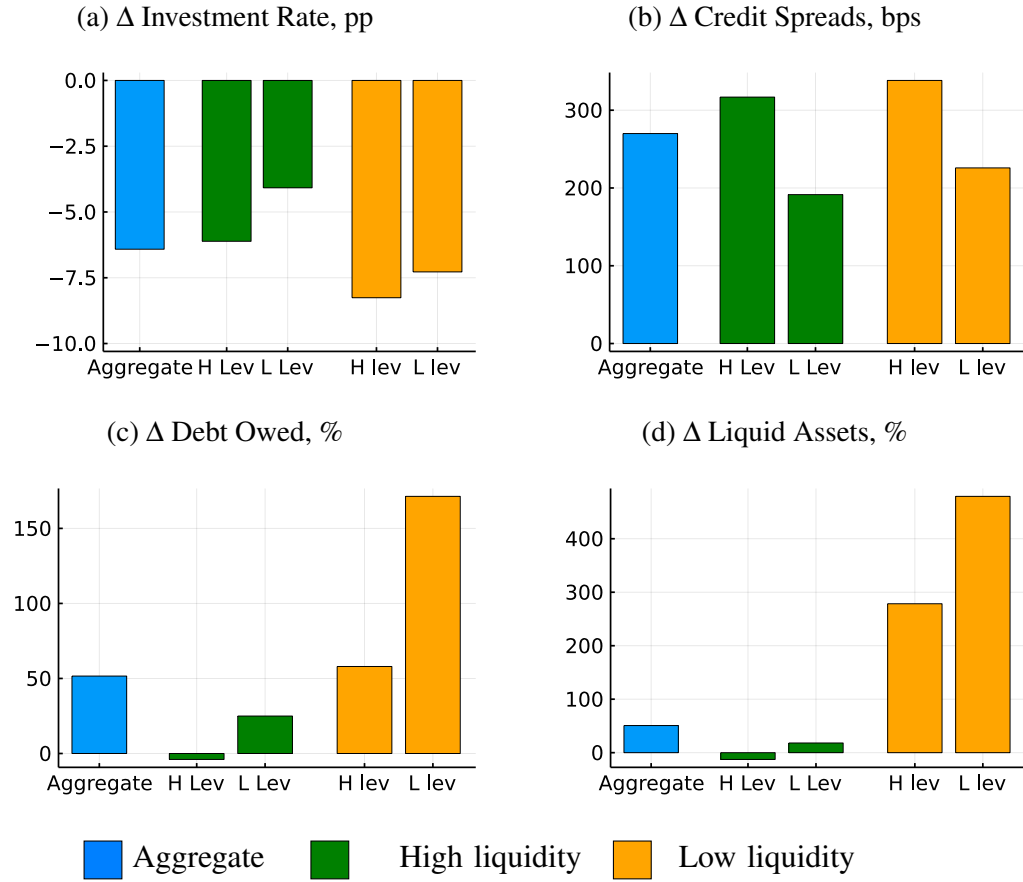 (a) Δ Investment Rate, pp
0.0
−2.5
−5.0
−7.5
−10.0
Aggregate H Lev L Lev H lev L lev
(b) Δ Credit Spreads, bps
300
200
100
0
Aggregate H Lev L Lev H lev L lev
(c) Δ Debt Owed, %
150
100
50
0
Aggregate H Lev L Lev H lev L lev
(d) Δ Liquid Assets, %
400
300
200
100
0
Aggregate H Lev L Lev H lev L lev
Aggregate High liquidity Low liquidity